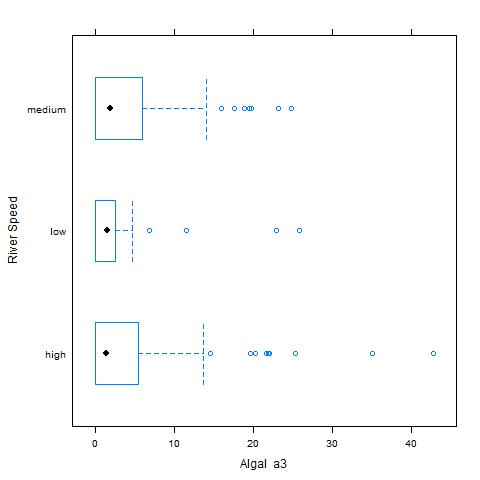 medium
low
high
River Speed
0 10 20 30 40
Algal a3